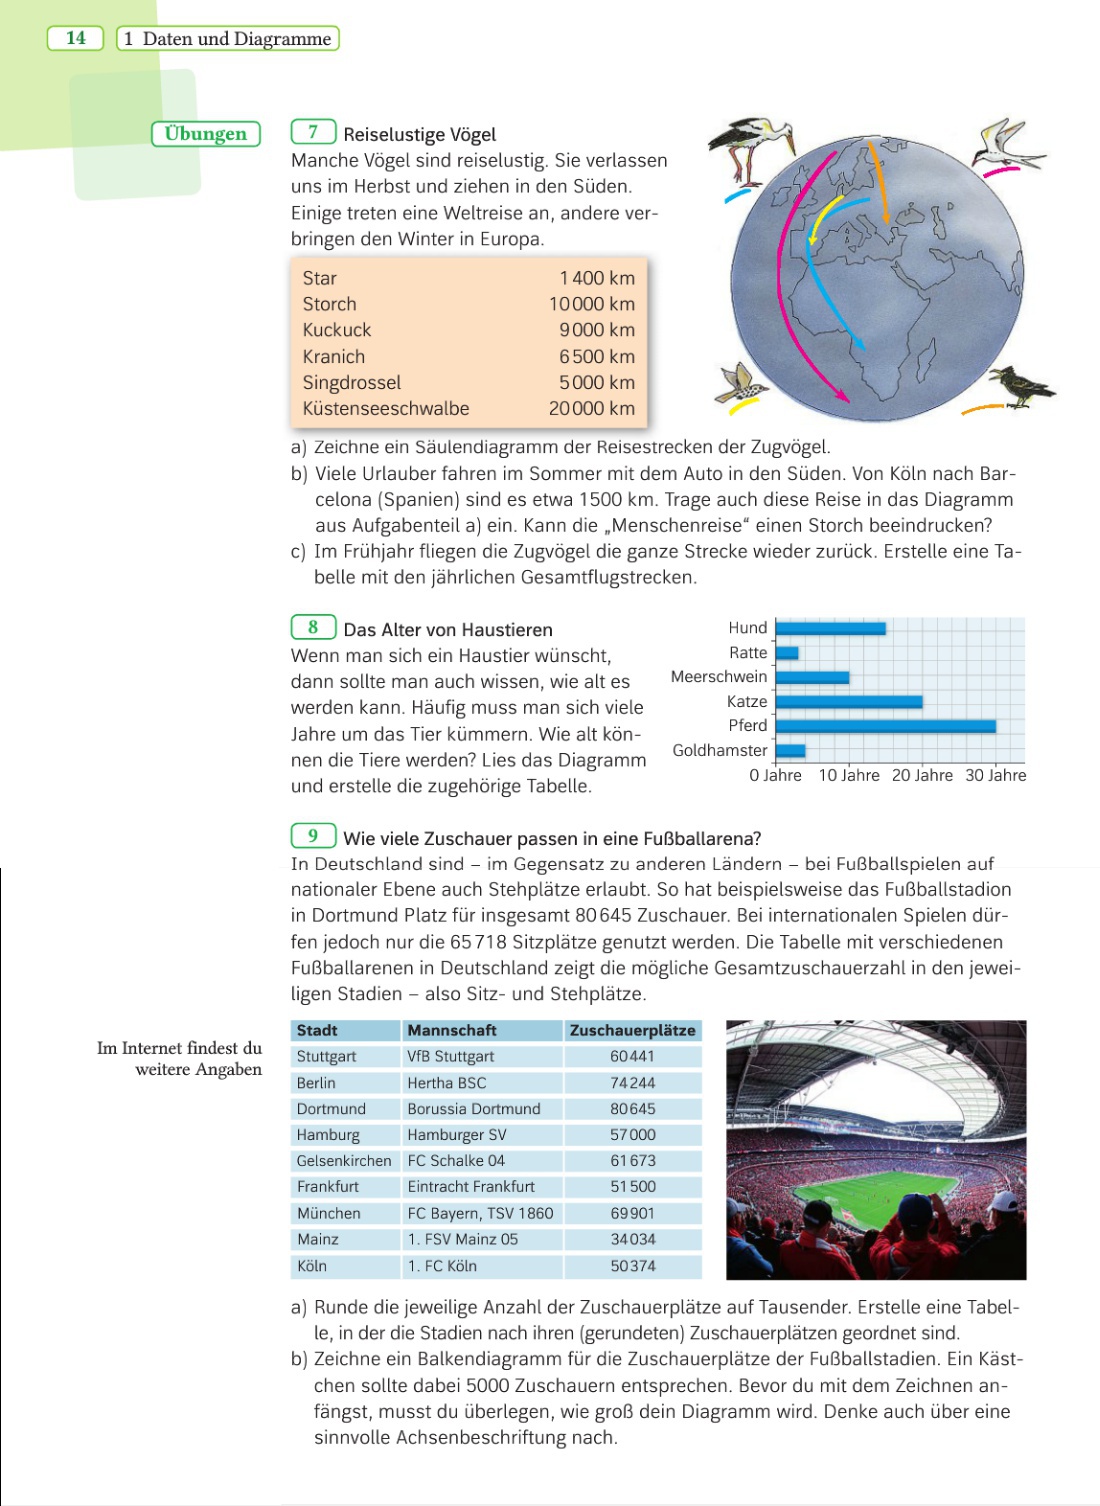 14
1 Daten und Diagramme
Übungen
7 Reiselustige Vögel
Manche Vögel sind reiselustig. Sie verlassen
uns im Herbst und ziehen in den Süden.
Einige treten eine Weltreise an, andere ver-
bringen den Winter in Europa.
Star 1 400 km
Storch 10 000 km
Kuckuck 9 000 km
Kranich 6 500 km
Singdrossel 5 000 km
Küstenseeschwalbe 20 000 km
a) Zeichne ein Säulendiagramm der Reisestrecken der Zugvögel.
b) Viele Urlauber fahren im Sommer mit dem Auto in den Süden. Von Köln nach Bar-
celona (Spanien) sind es etwa 1500 km. Trage auch diese Reise in das Diagramm
aus Aufgabenteil a) ein. Kann die „Menschenreise“ einen Storch beeindrucken?
c) Im Frühjahr fliegen die Zugvögel die ganze Strecke wieder zurück. Erstelle eine Ta-
belle mit den jährlichen Gesamtflugstrecken.
8 Das Alter von Haustieren
Wenn man sich ein Haustier wünscht,
dann sollte man auch wissen, wie alt es
werden kann. Häufig muss man sich viele
Jahre um das Tier kümmern. Wie alt kön-
nen die Tiere werden? Lies das Diagramm
und erstelle die zugehörige Tabelle.
Hund
Ratte
Meerschwein
Katze
Pferd
Goldhamster
0 Jahre 10 Jahre 20 Jahre 30 Jahre
9 Wie viele Zuschauer passen in eine Fußballarena?
In Deutschland sind – im Gegensatz zu anderen Ländern – bei Fußballspielen auf
nationaler Ebene auch Stehplätze erlaubt. So hat beispielsweise das Fußballstadion
in Dortmund Platz für insgesamt 80 645 Zuschauer. Bei internationalen Spielen dür-
fen jedoch nur die 65 718 Sitzplätze genutzt werden. Die Tabelle mit verschiedenen
Fußballarenen in Deutschland zeigt die mögliche Gesamtzuschauerzahl in den jewei-
ligen Stadien – also Sitz- und Stehplätze.
Im Internet findest du
weitere Angaben
Stadt Mannschaft Zuschauerplätze
Stuttgart VfB Stuttgart 60 441
Berlin Hertha BSC 74 244
Dortmund Borussia Dortmund 80 645
Hamburg Hamburger SV 57 000
Gelsenkirchen FC Schalke 04 61 673
Frankfurt Eintracht Frankfurt 51 500
München FC Bayern, TSV 1860 69 901
Mainz 1. FSV Mainz 05 34 034
Köln 1. FC Köln 50 374
a) Runde die jeweilige Anzahl der Zuschauerplätze auf Tausender. Erstelle eine Tabel-
le, in der die Stadien nach ihren (gerundeten) Zuschauerplätzen geordnet sind.
b) Zeichne ein Balkendiagramm für die Zuschauerplätze der Fußballstadien. Ein Käst-
chen sollte dabei 5000 Zuschauern entsprechen. Bevor du mit dem Zeichnen an-
fängst, musst du überlegen, wie groß dein Diagramm wird. Denke auch über eine
sinnvolle Achsenbeschriftung nach.